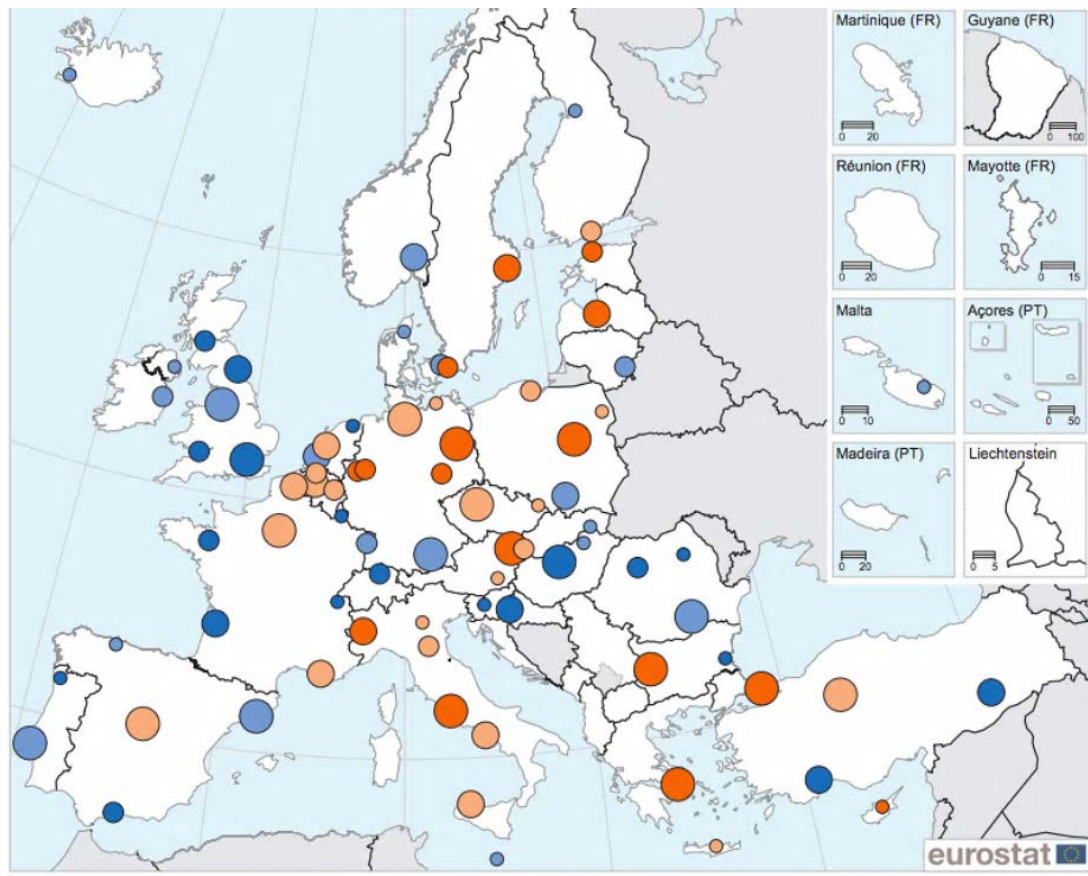 Martinique (FR)
0 20
Guyane (FR)
0 100
Réunion (FR)
0 20
Mayotte (FR)
0 15
Malta
0 10
Açores (PT)
0 50
Madeira (PT)
0 20
Liechtenstein
0 5
eurostat